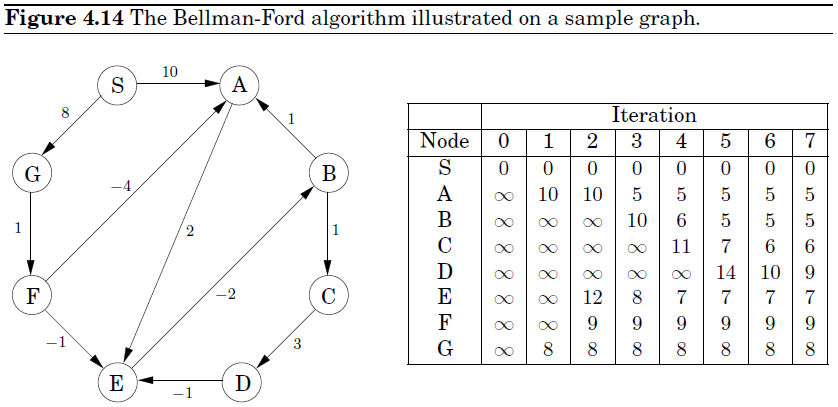 Figure 4.14 The Bellman-Ford algorithm illustrated on a sample graph.
S 10 A
8
1
G B
−4
1 2 1
F −2 C
−1 3
E −1 D
Iteration
Node 0 1 2 3 4 5 6 7
S 0 0 0 0 0 0 0 0
A ∞ 10 10 5 5 5 5 5
B ∞ ∞ ∞ 10 6 5 5 5
C ∞ ∞ ∞ ∞ 11 7 6 6
D ∞ ∞ ∞ ∞ ∞ 14 10 9
E ∞ ∞ 12 8 7 7 7 7
F ∞ ∞ 9 9 9 9 9 9
G ∞ 8 8 8 8 8 8 8